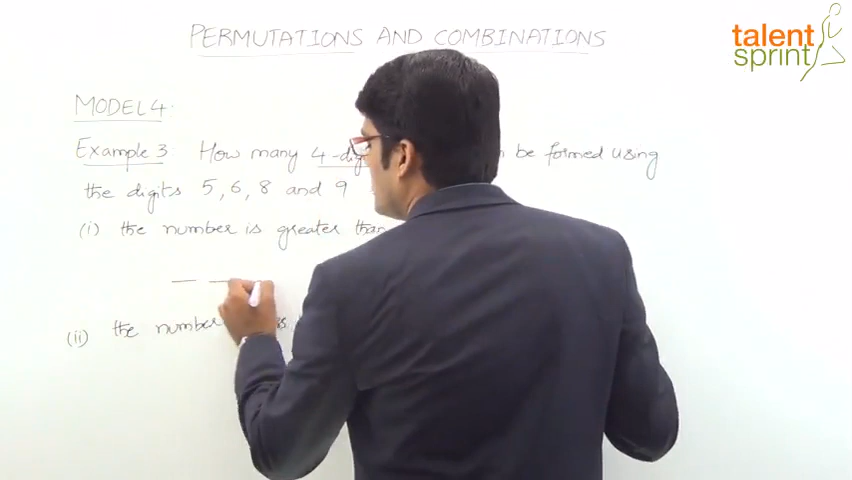 PERMUTATIONS AND COMBINATIONS
talent
sprint
MODEL 4.
Example 3 How many 4-dig be formed using
the digits 5, 6, 8 and 9
(i) the number is greater than
(ii) the number